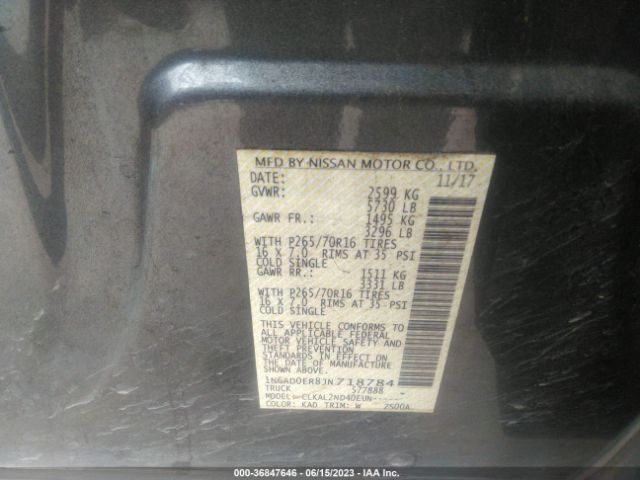 MFD BY NISSAN MOTOR CO., LTD.
DATE: 11/17
GVWR: 2599 KG
5730 LB
GAWR FR.: 1495 KG
3296 LB
WITH P265/70R16 TIRES
16 X 7.0 RIMS AT 35 PSI
COLD SINGLE
GAWR RR.: 1511 KG
3331 LB
WITH P265/70R16 TIRES
16 X 7.0 RIMS AT 35 PSI
COLD SINGLE
THIS VEHICLE CONFORMS TO
ALL APPLICABLE FEDERAL
MOTOR VEHICLE SAFETY AND
THEFT PREVENTION
STANDARDS IN EFFECT ON
THE DATE OF MANUFACTURE
SHOWN ABOVE.
1N6AD0ER8JN718784
TRUCK 577888
MODEL: CLKAL2ND4DEUN-----
COLOR: KAD TRIM: W 2S00A
000-36847646 - 06/15/2023 - IAA Inc.